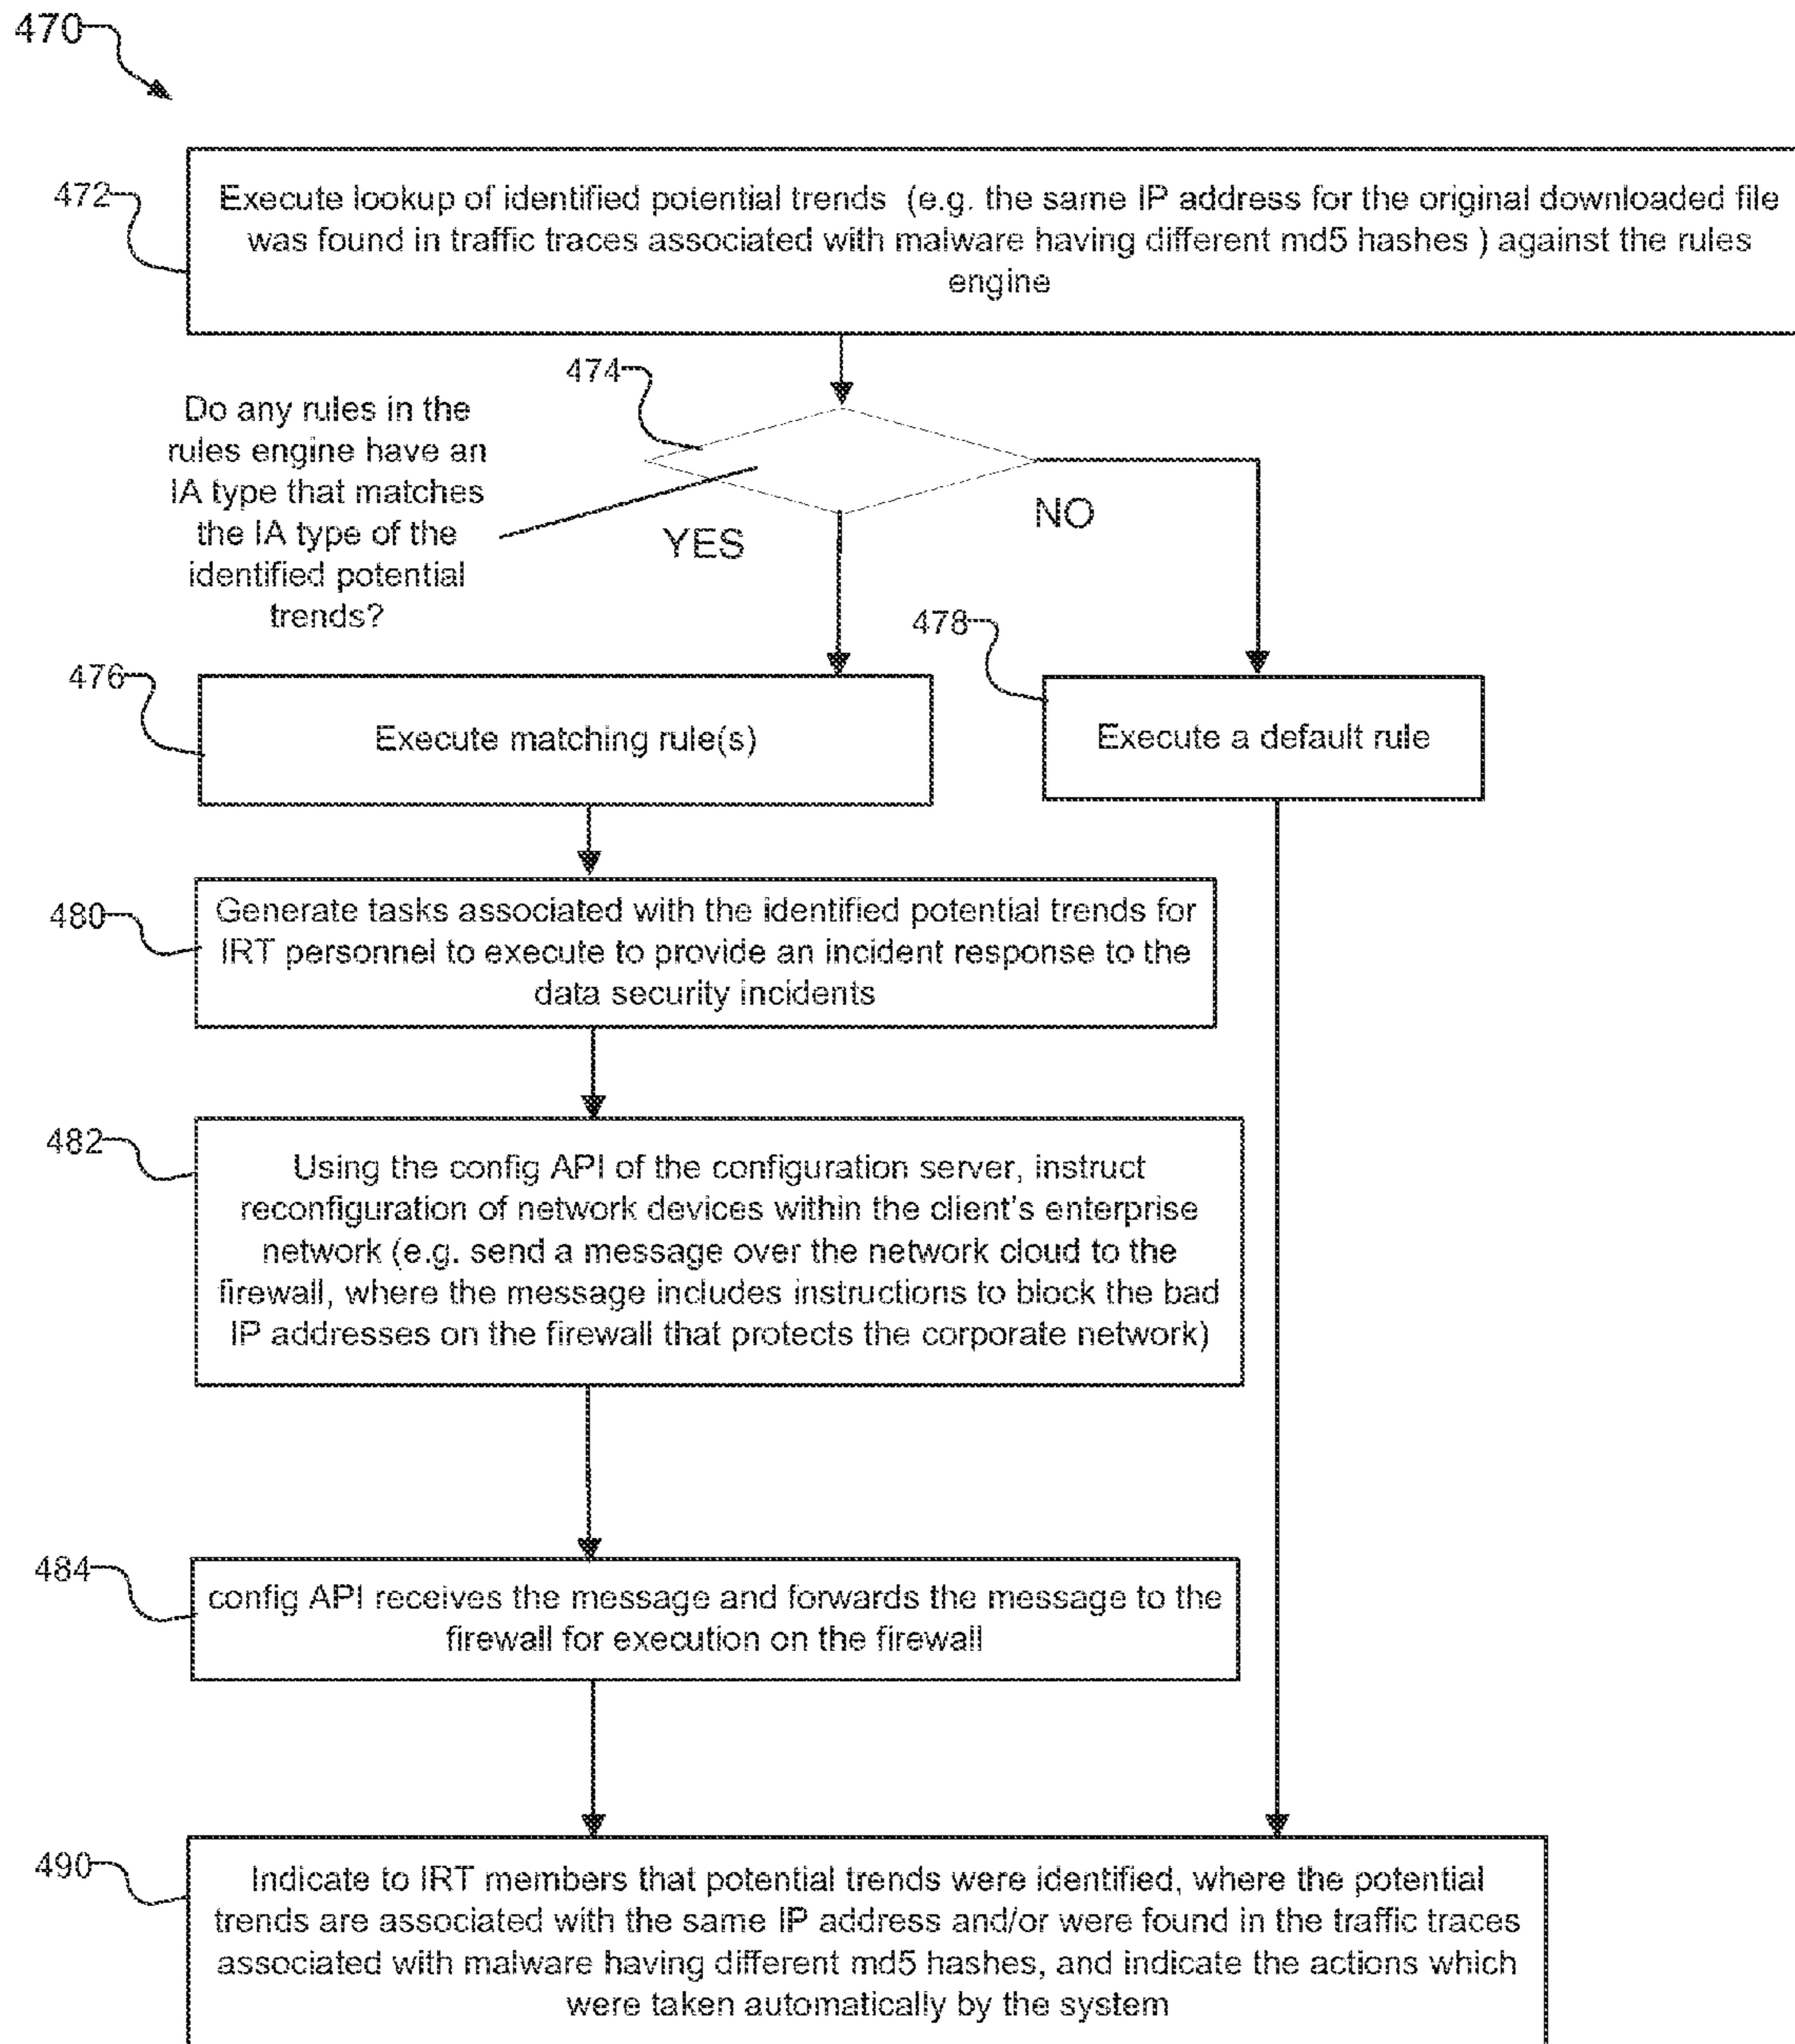 470
472
Execute lookup of identified potential trends (e.g. the same IP address for the original downloaded file
was found in traffic traces associated with malware having different md5 hashes ) against the rules
engine
474
Do any rules in the
rules engine have an
IA type that matches
the IA type of the
identified potential
trends?
YES
NO
476
Execute matching rule(s)
478
Execute a default rule
480
Generate tasks associated with the identified potential trends for
IRT personnel to execute to provide an incident response to the
data security incidents
482
Using the config API of the configuration server, instruct
reconfiguration of network devices within the client's enterprise
network (e.g. send a message over the network cloud to the
firewall, where the message includes instructions to block the bad
IP addresses on the firewall that protects the corporate network)
484
config API receives the message and forwards the message to the
firewall for execution on the firewall
490
Indicate to IRT members that potential trends were identified, where the potential
trends are associated with the same IP address and/or were found in the traffic traces
associated with malware having different md5 hashes, and indicate the actions which
were taken automatically by the system